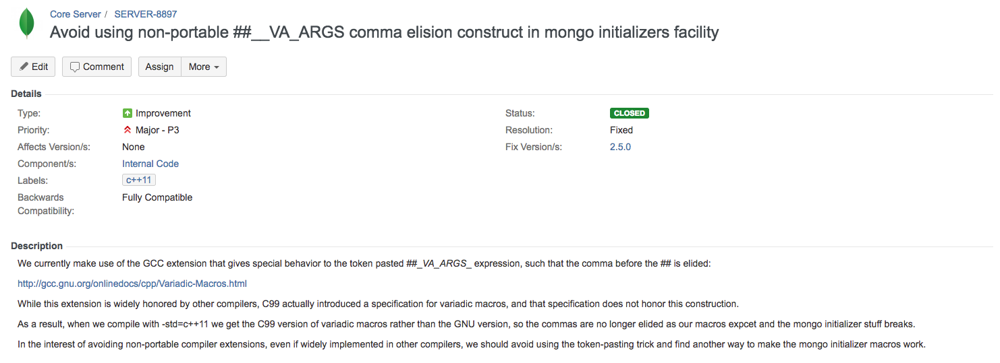 Core Server / SERVER-8897
Avoid using non-portable ##__VA_ARGS comma elision construct in mongo initializers facility
Edit Comment Assign More
Details
Type: Improvement Status: CLOSED
Priority: Major - P3 Resolution: Fixed
Affects Version/s: None Fix Version/s: 2.5.0
Component/s: Internal Code
Labels: c++11
Backwards Fully Compatible
Compatibility:
Description
We currently make use of the GCC extension that gives special behavior to the token pasted ##_VA_ARGS_ expression, such that the comma before the ## is elided:
http://gcc.gnu.org/onlinedocs/cpp/Variadic-Macros.html
While this extension is widely honored by other compilers, C99 actually introduced a specification for variadic macros, and that specification does not honor this construction.
As a result, when we compile with -std=c++11 we get the C99 version of variadic macros rather than the GNU version, so the commas are no longer elided as our macros expcet and the mongo initializer stuff breaks.
In the interest of avoiding non-portable compiler extensions, even if widely implemented in other compilers, we should avoid using the token-pasting trick and find another way to make the mongo initializer macros work.